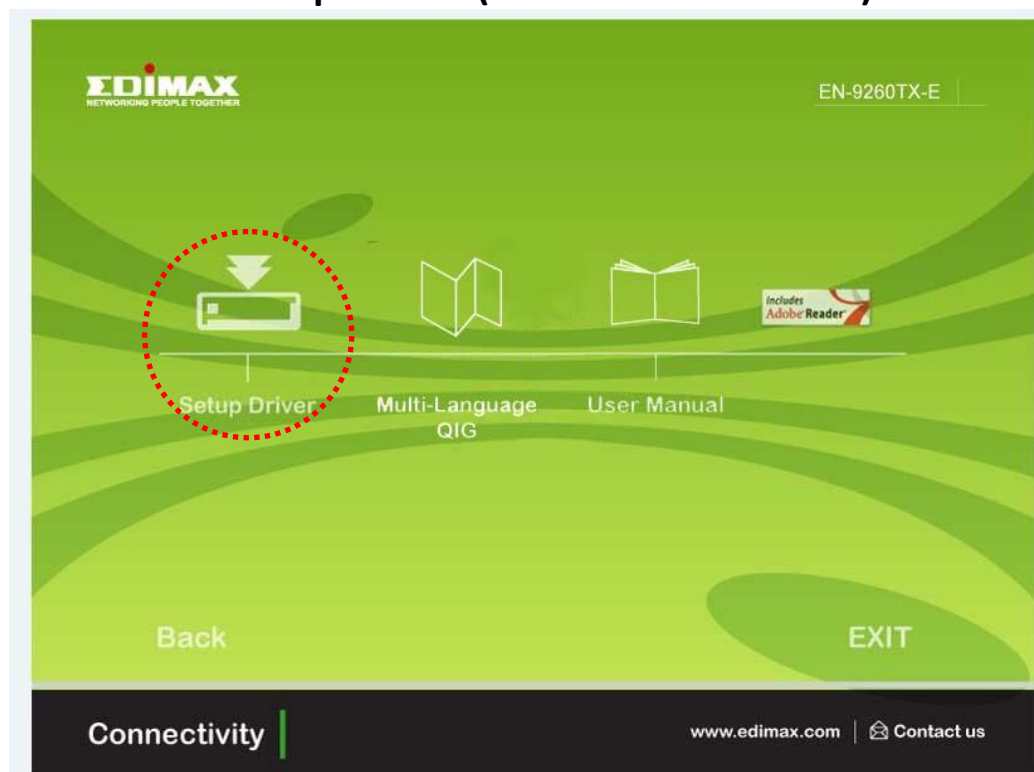 EDIMAX
NETWORKING PEOPLE TOGETHER
EN-9260TX-E
Includes
Adobe Reader
Setup Driver
Multi-Language
QIG
User Manual
Back
EXIT
Connectivity
www.edimax.com
Contact us